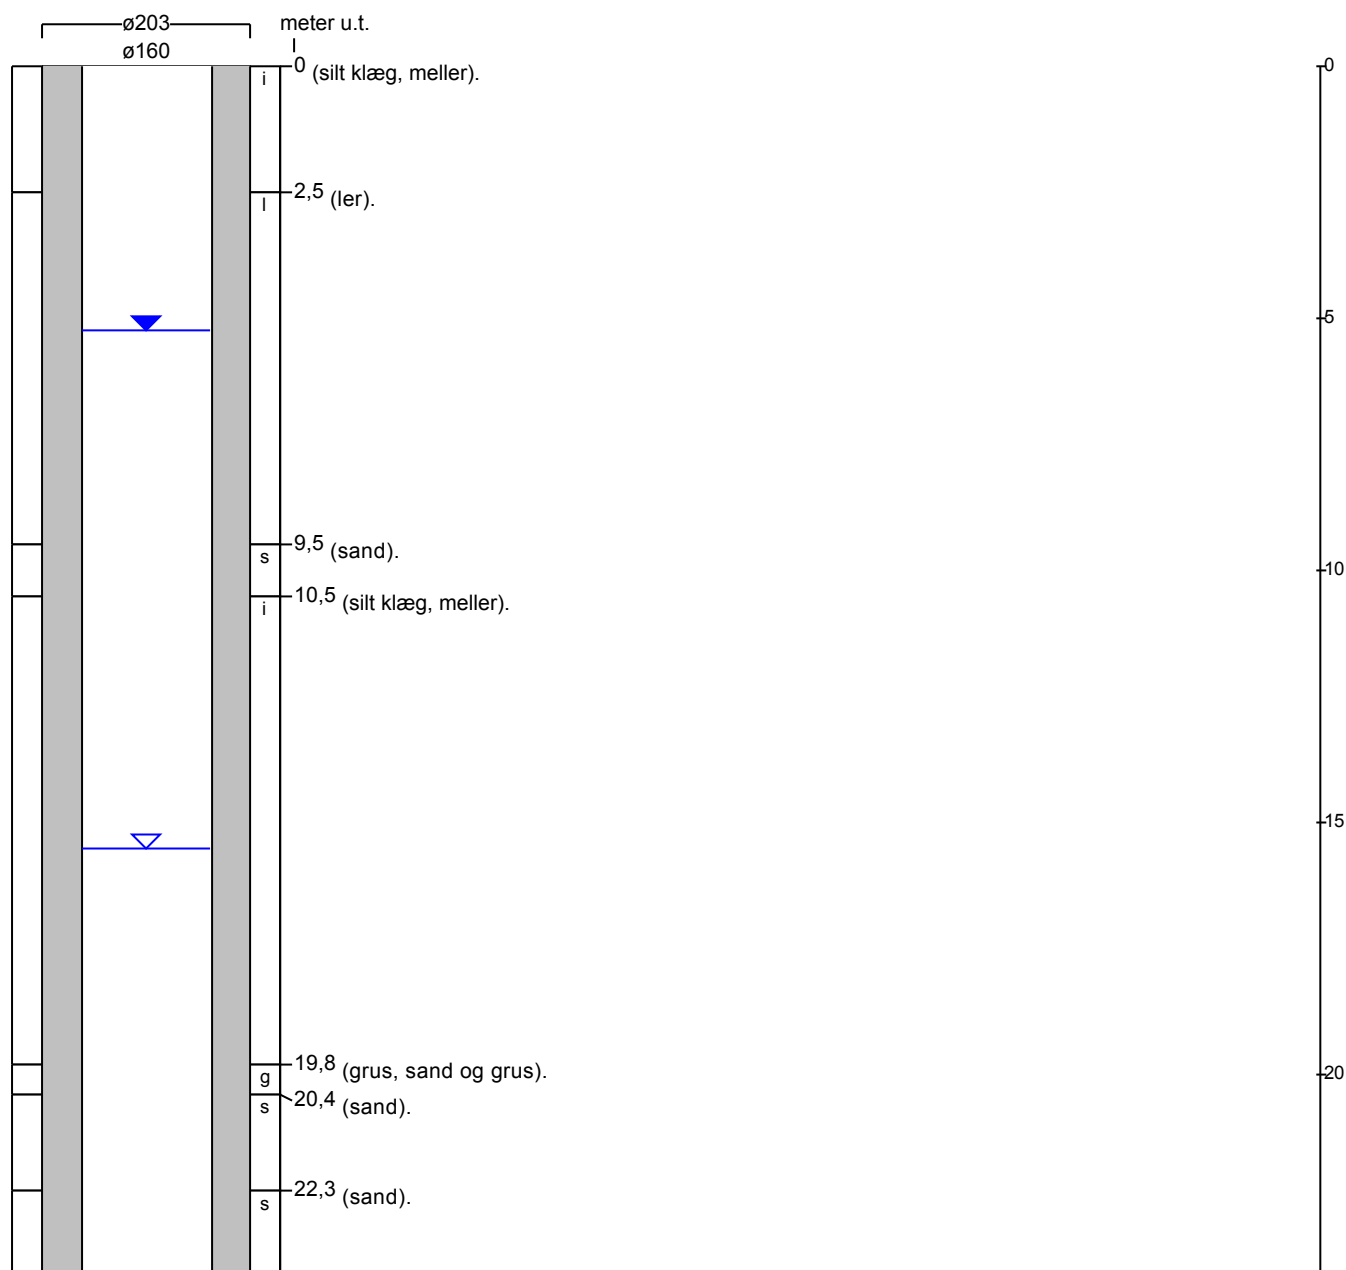 ø203 meter u.t.
ø160
0 (silt klæg, meller). 0
i
2,5 (ler).
l
5
9,5 (sand).
s
10
10,5 (silt klæg, meller).
i
15
19,8 (grus, sand og grus).
g
20
20,4 (sand).
s
22,3 (sand).
s